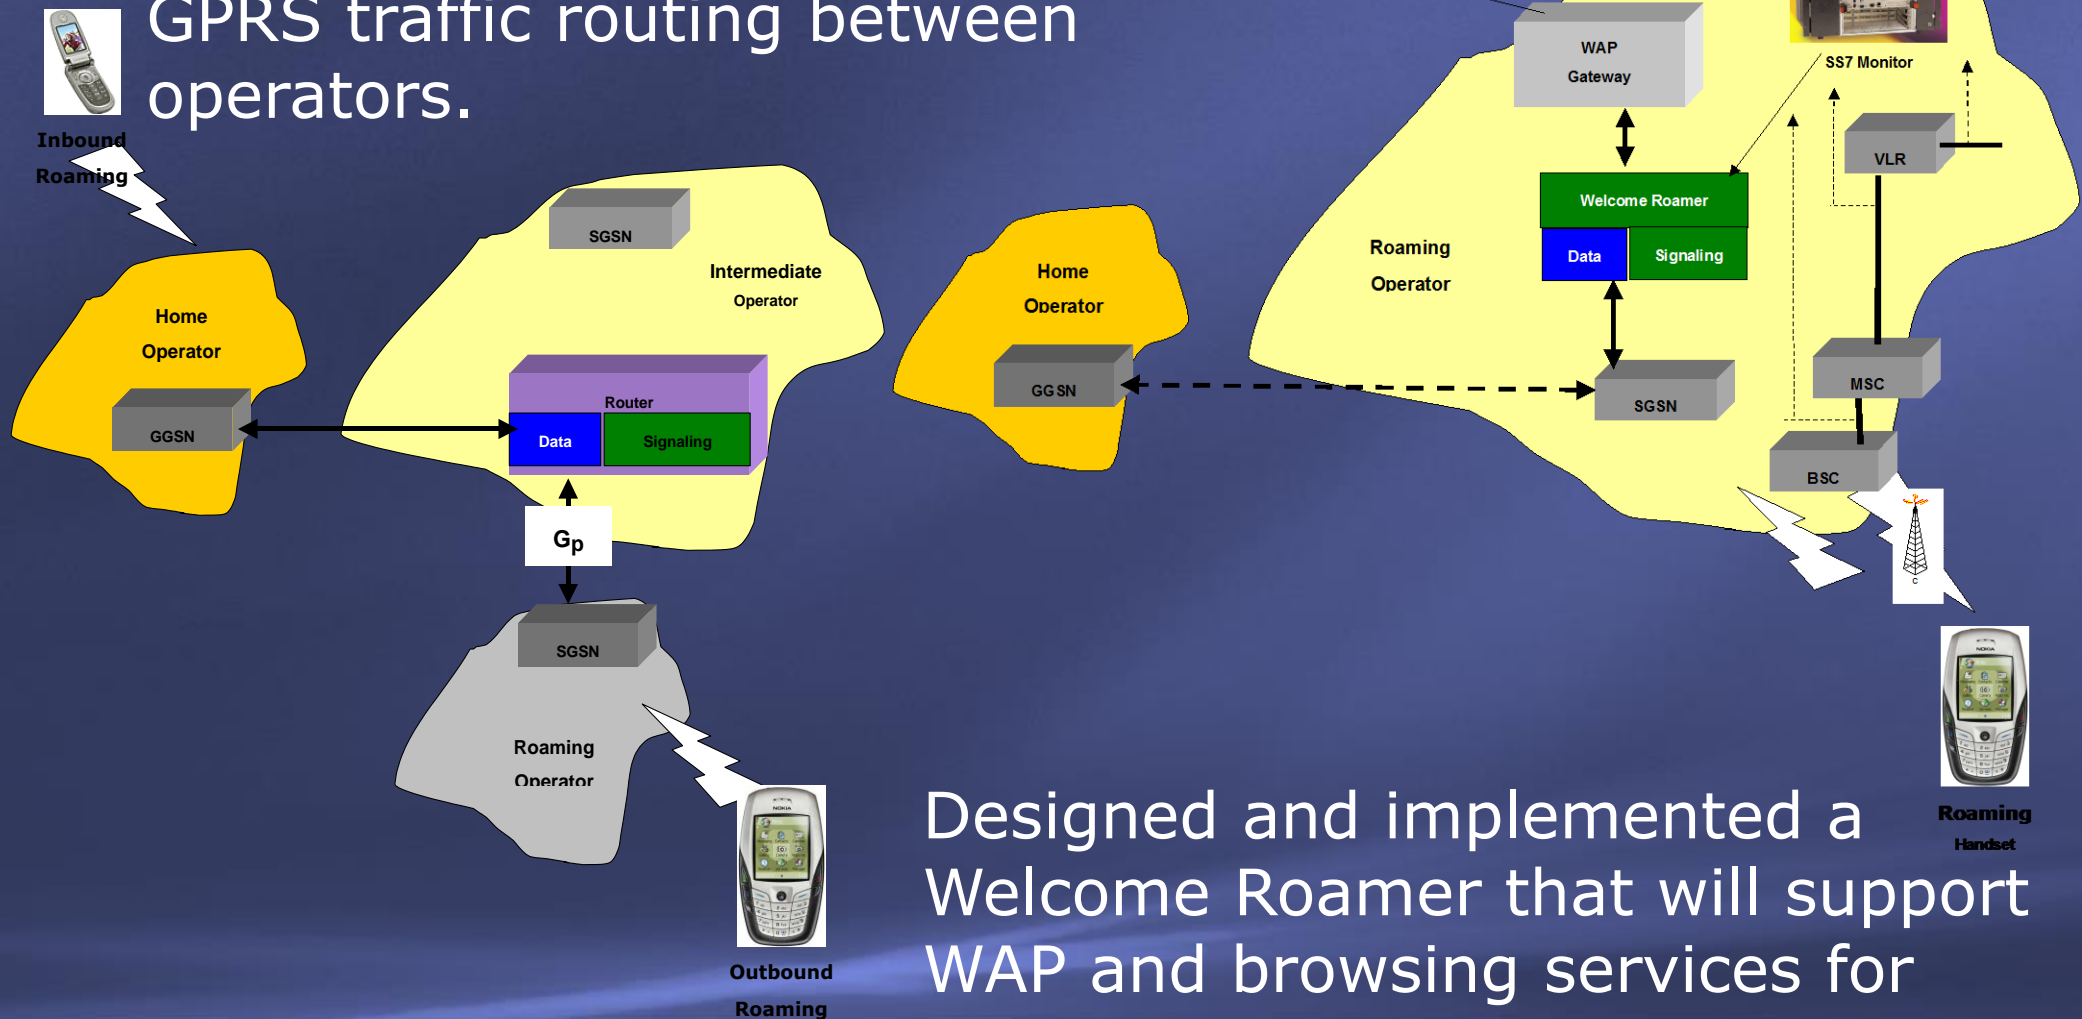 GPRS traffic routing between
operators.
Inbound
Roaming
SGSN
Intermediate
Operator
Home
Operator
GGSN
Router
Data
Signaling
Gp
SGSN
Roaming
Operator
Outbound
Roaming
Home
Operator
GGSN
WAP
Gateway
SS7 Monitor
VLR
Welcome Roamer
Data
Signaling
Roaming
Operator
MSC
SGSN
BSC
C
NOKIA
Roaming
Handset
NOKIA
Designed and implemented a
Welcome Roamer that will support
WAP and browsing services for